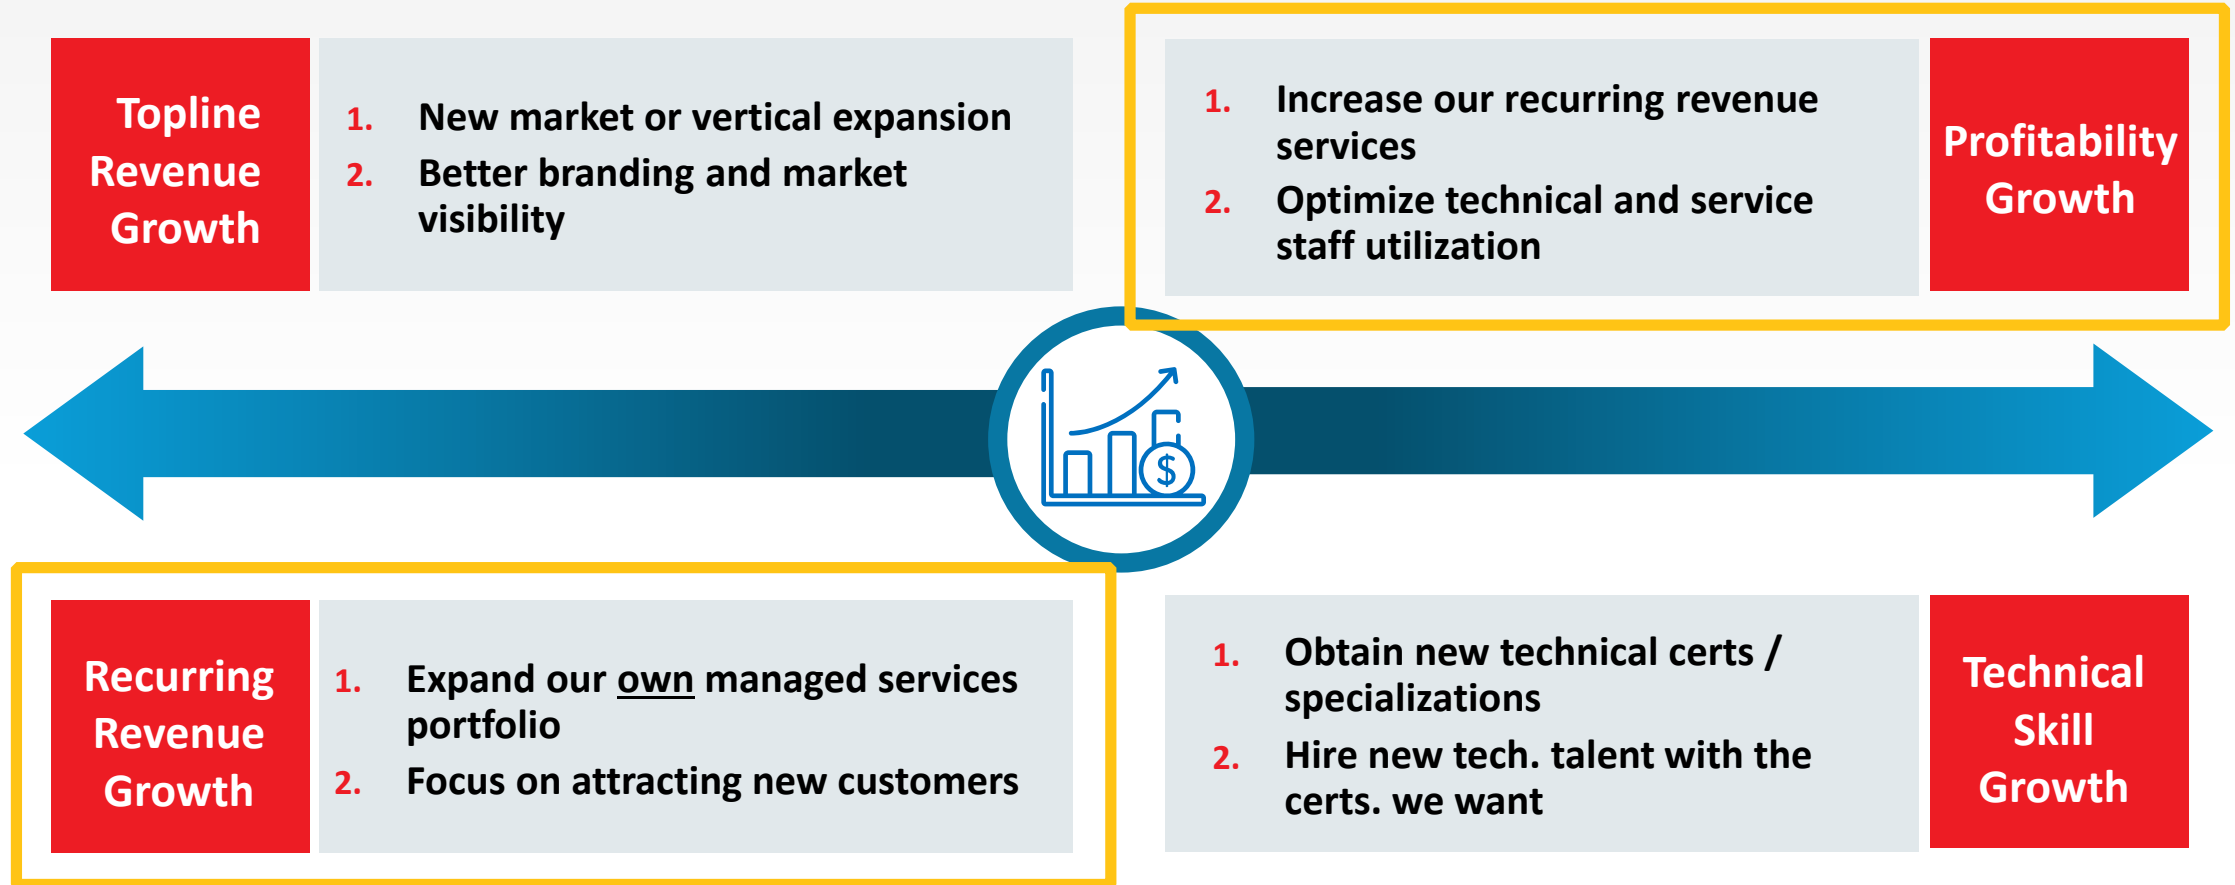 Topline
Revenue
Growth
1. New market or vertical expansion
2. Better branding and market
visibility
1. Increase our recurring revenue
services
2. Optimize technical and service
staff utilization
Profitability
Growth
$
Recurring
Revenue
Growth
1. Expand our own managed services
portfolio
2. Focus on attracting new customers
1. Obtain new technical certs /
specializations
2. Hire new tech. talent with the
certs. we want
Technical
Skill
Growth